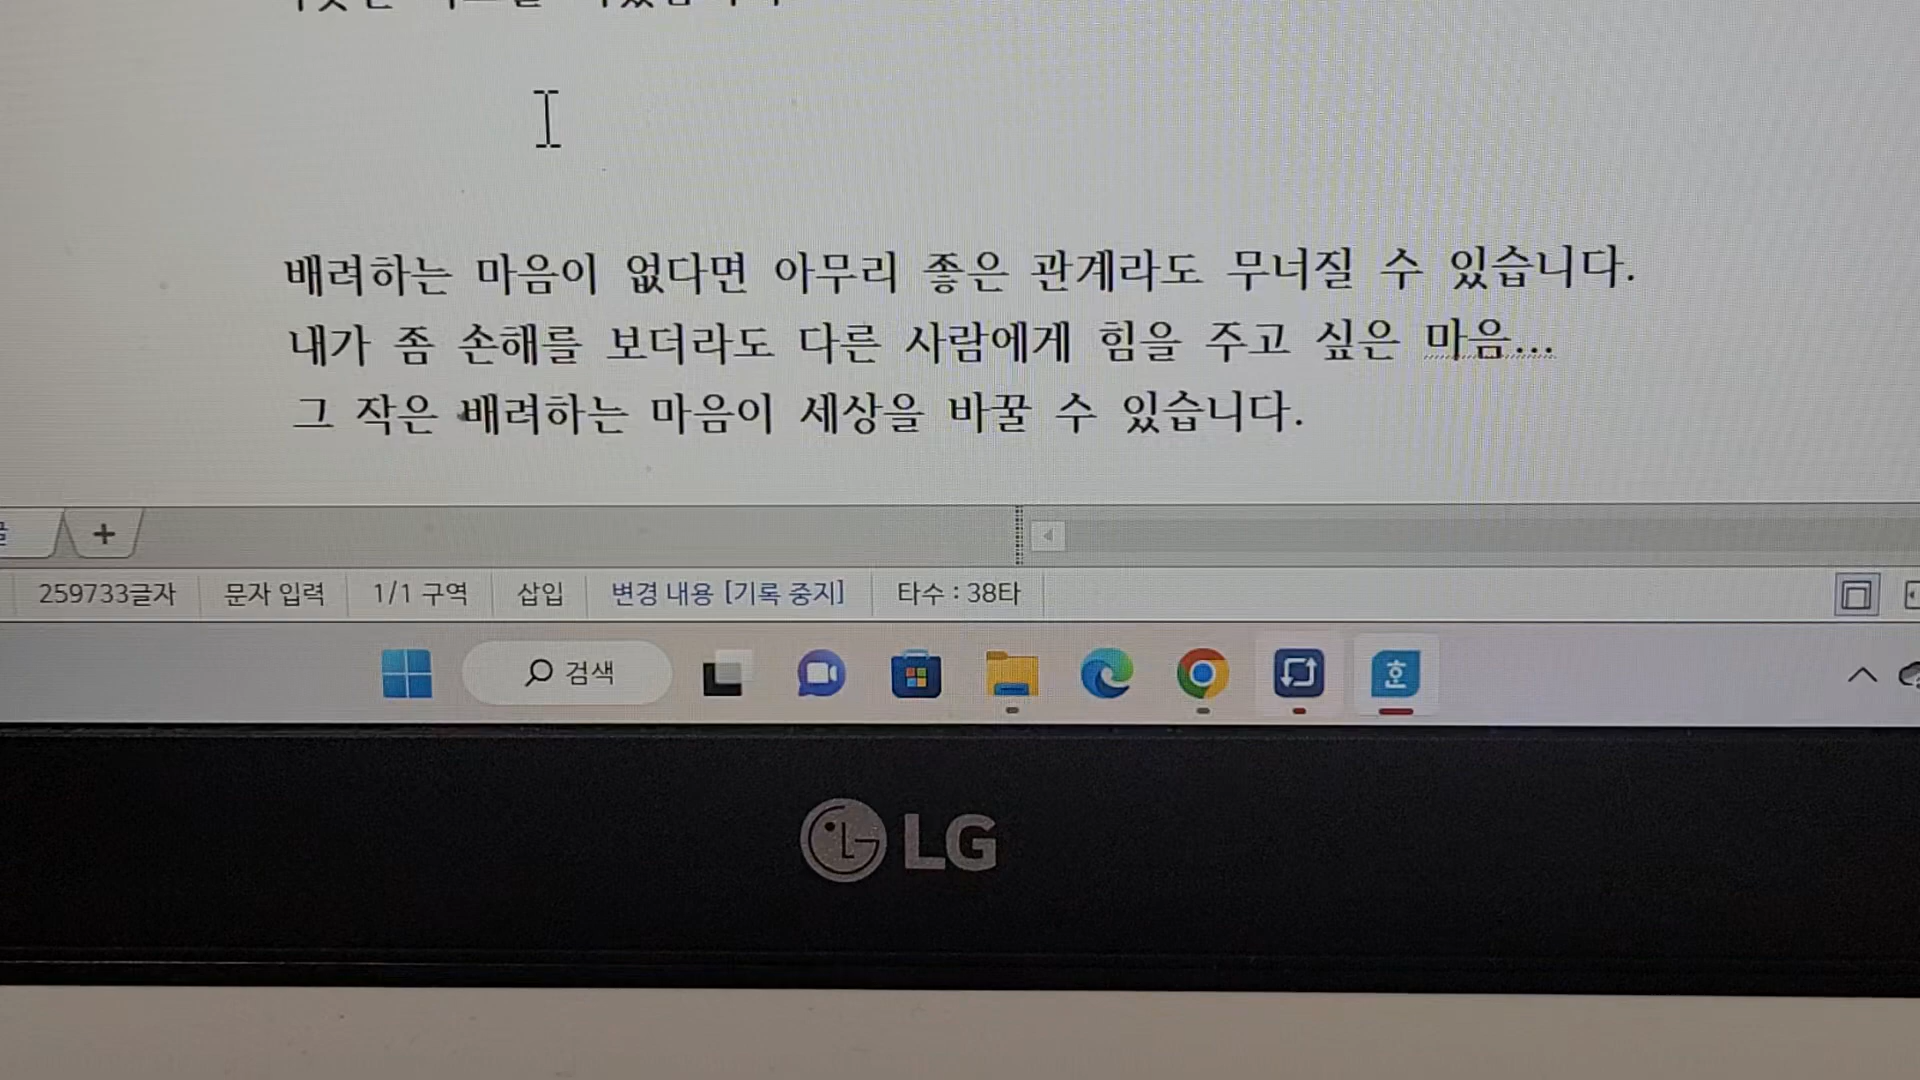 배려하는 마음이 없다면 아무리 좋은 관계라도 무너질 수 있습니다.
내가 좀 손해를 보더라도 다른 사람에게 힘을 주고 싶은 마음...
그 작은 배려하는 마음이 세상을 바꿀 수 있습니다.
+
259733글자 문자 입력 1/1 구역 삽입 변경 내용 [기록 중지] 타수 : 38타
검색 호
LG LG